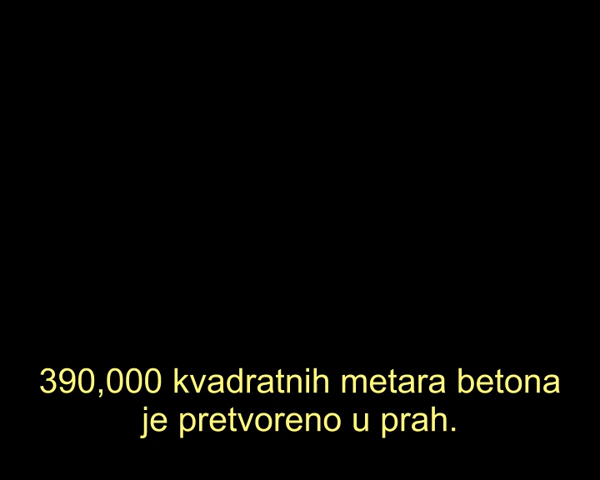 390,000 kvadratnih metara betona
je pretvoreno u prah.